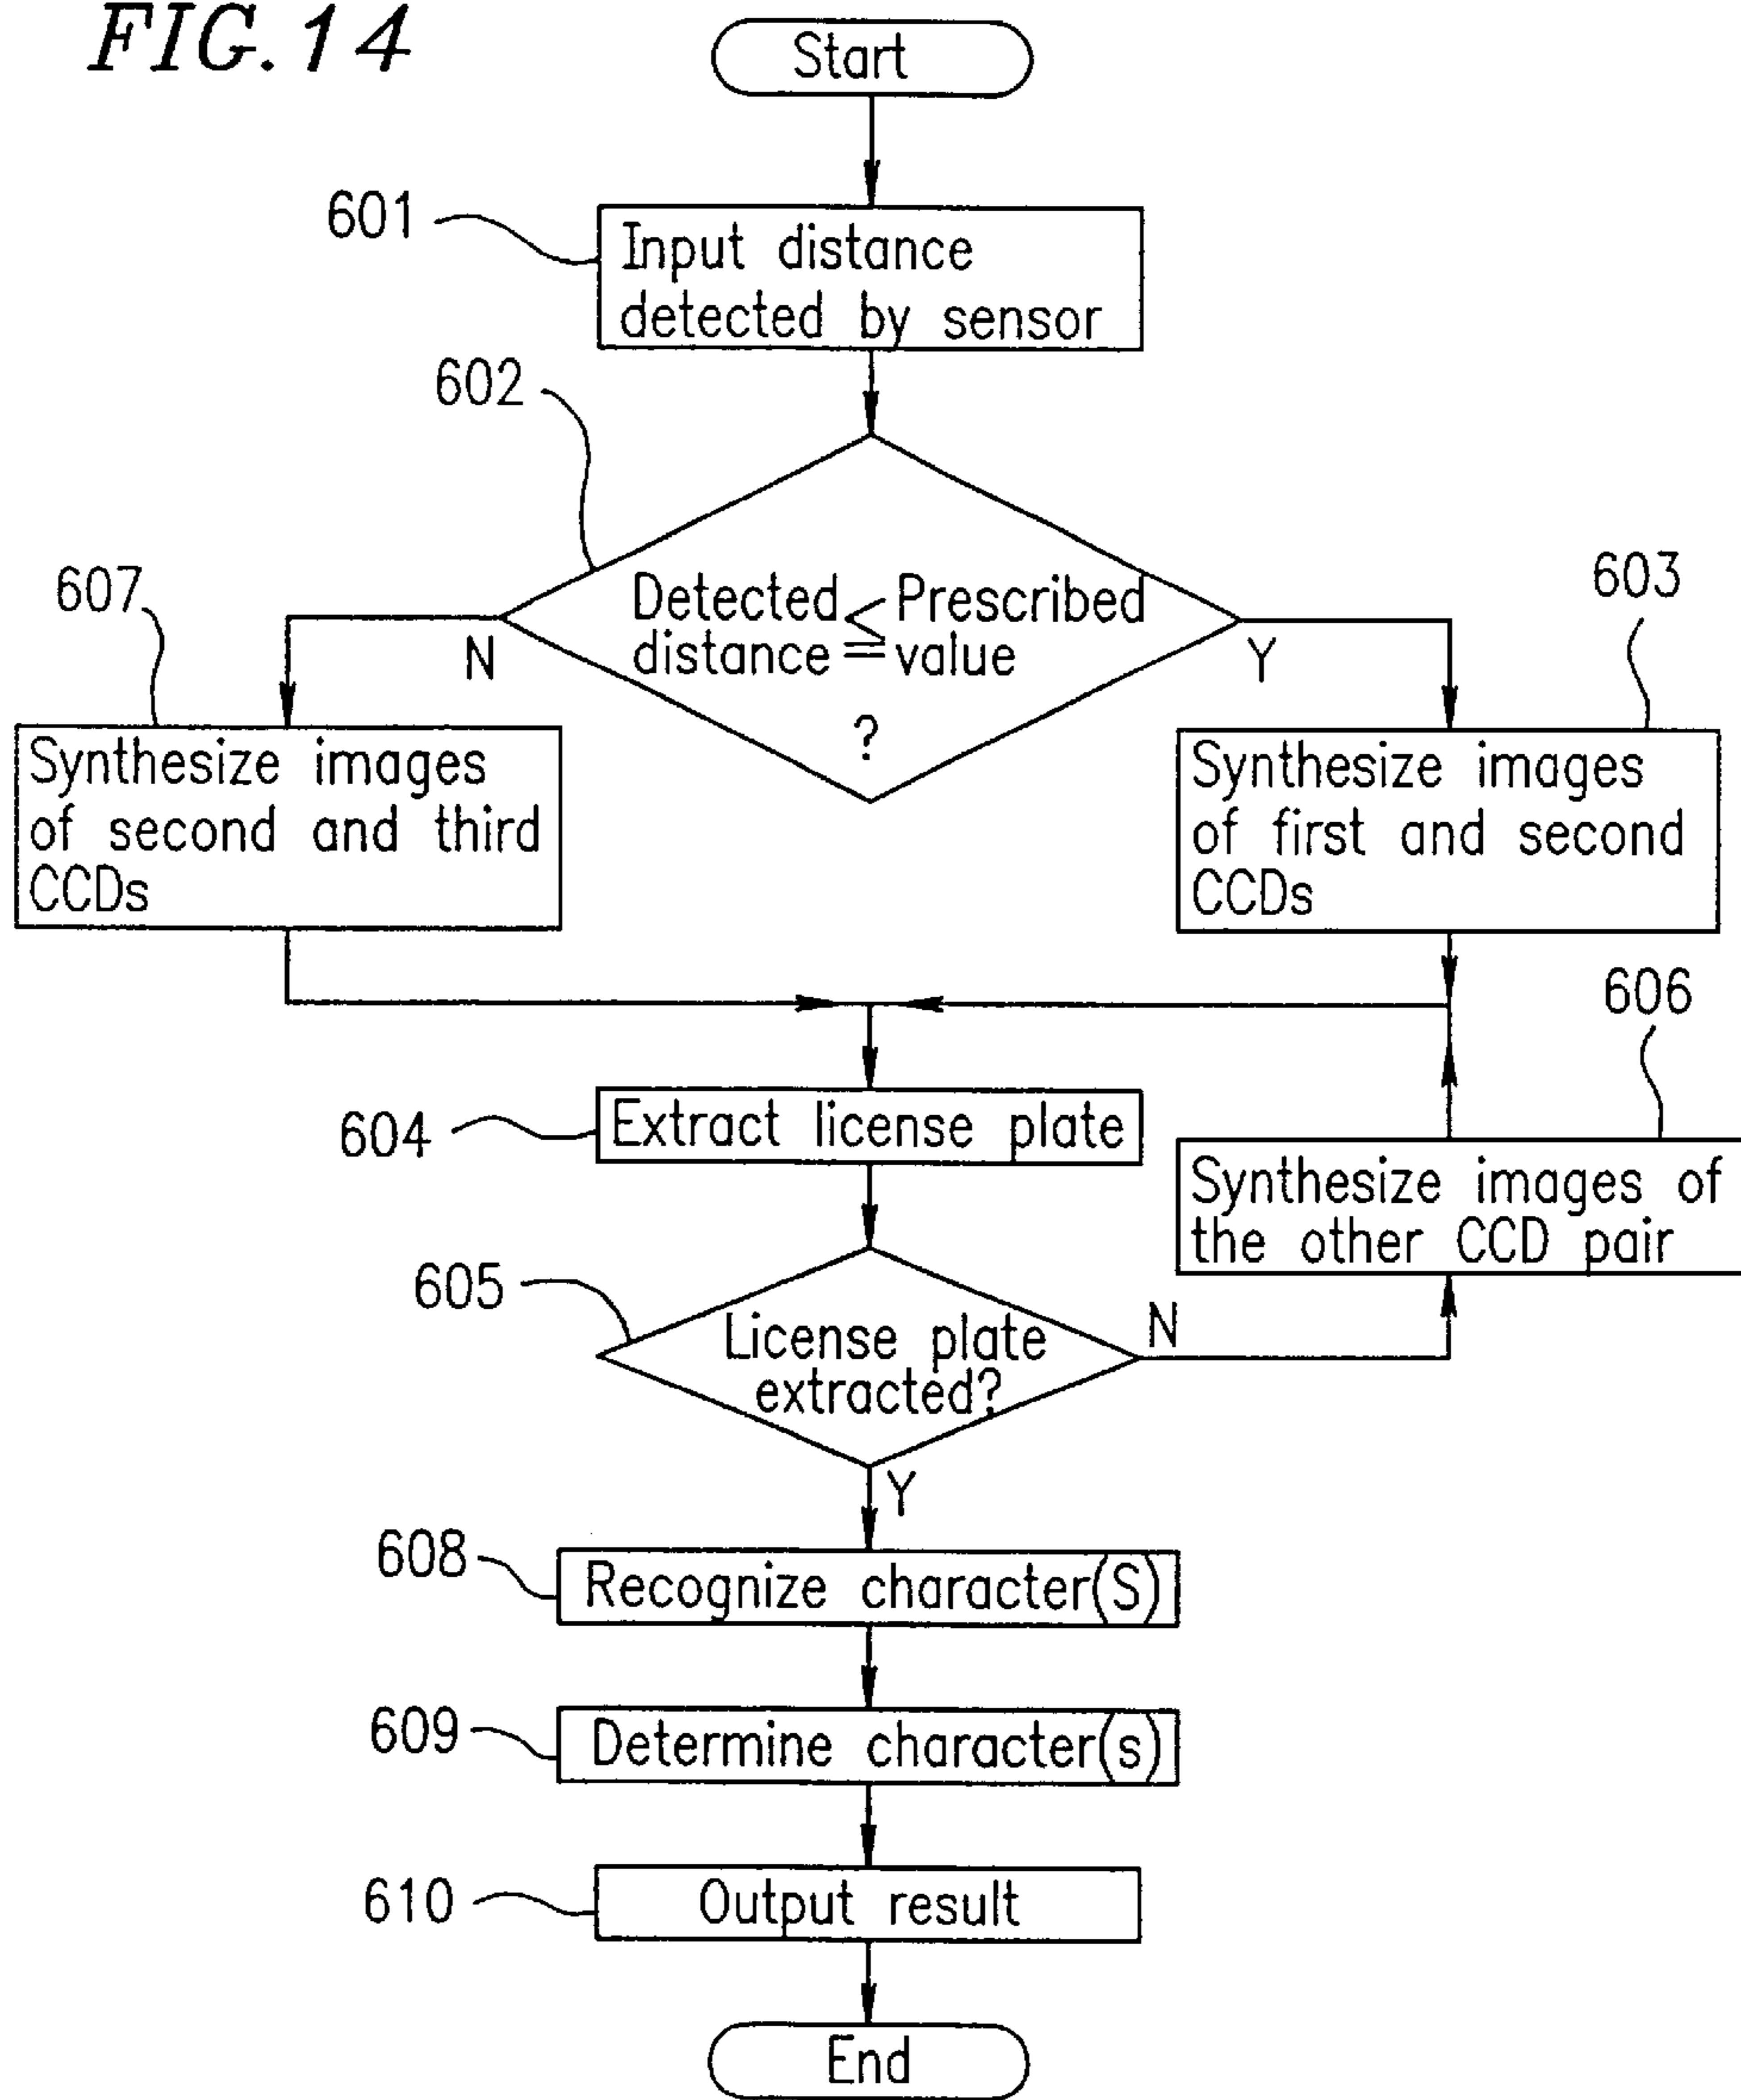 FIG. 14
Start
601
Input distance
detected by sensor
602
Detected ≦ Prescribed
distance value
?
N
Y
607
Synthesize images
of second and third
CCDs
603
Synthesize images
of first and second
CCDs
604
Extract license plate
606
Synthesize images of
the other CCD pair
605
License plate
extracted?
N
Y
608
Recognize character(S)
609
Determine character(s)
610
Output result
End